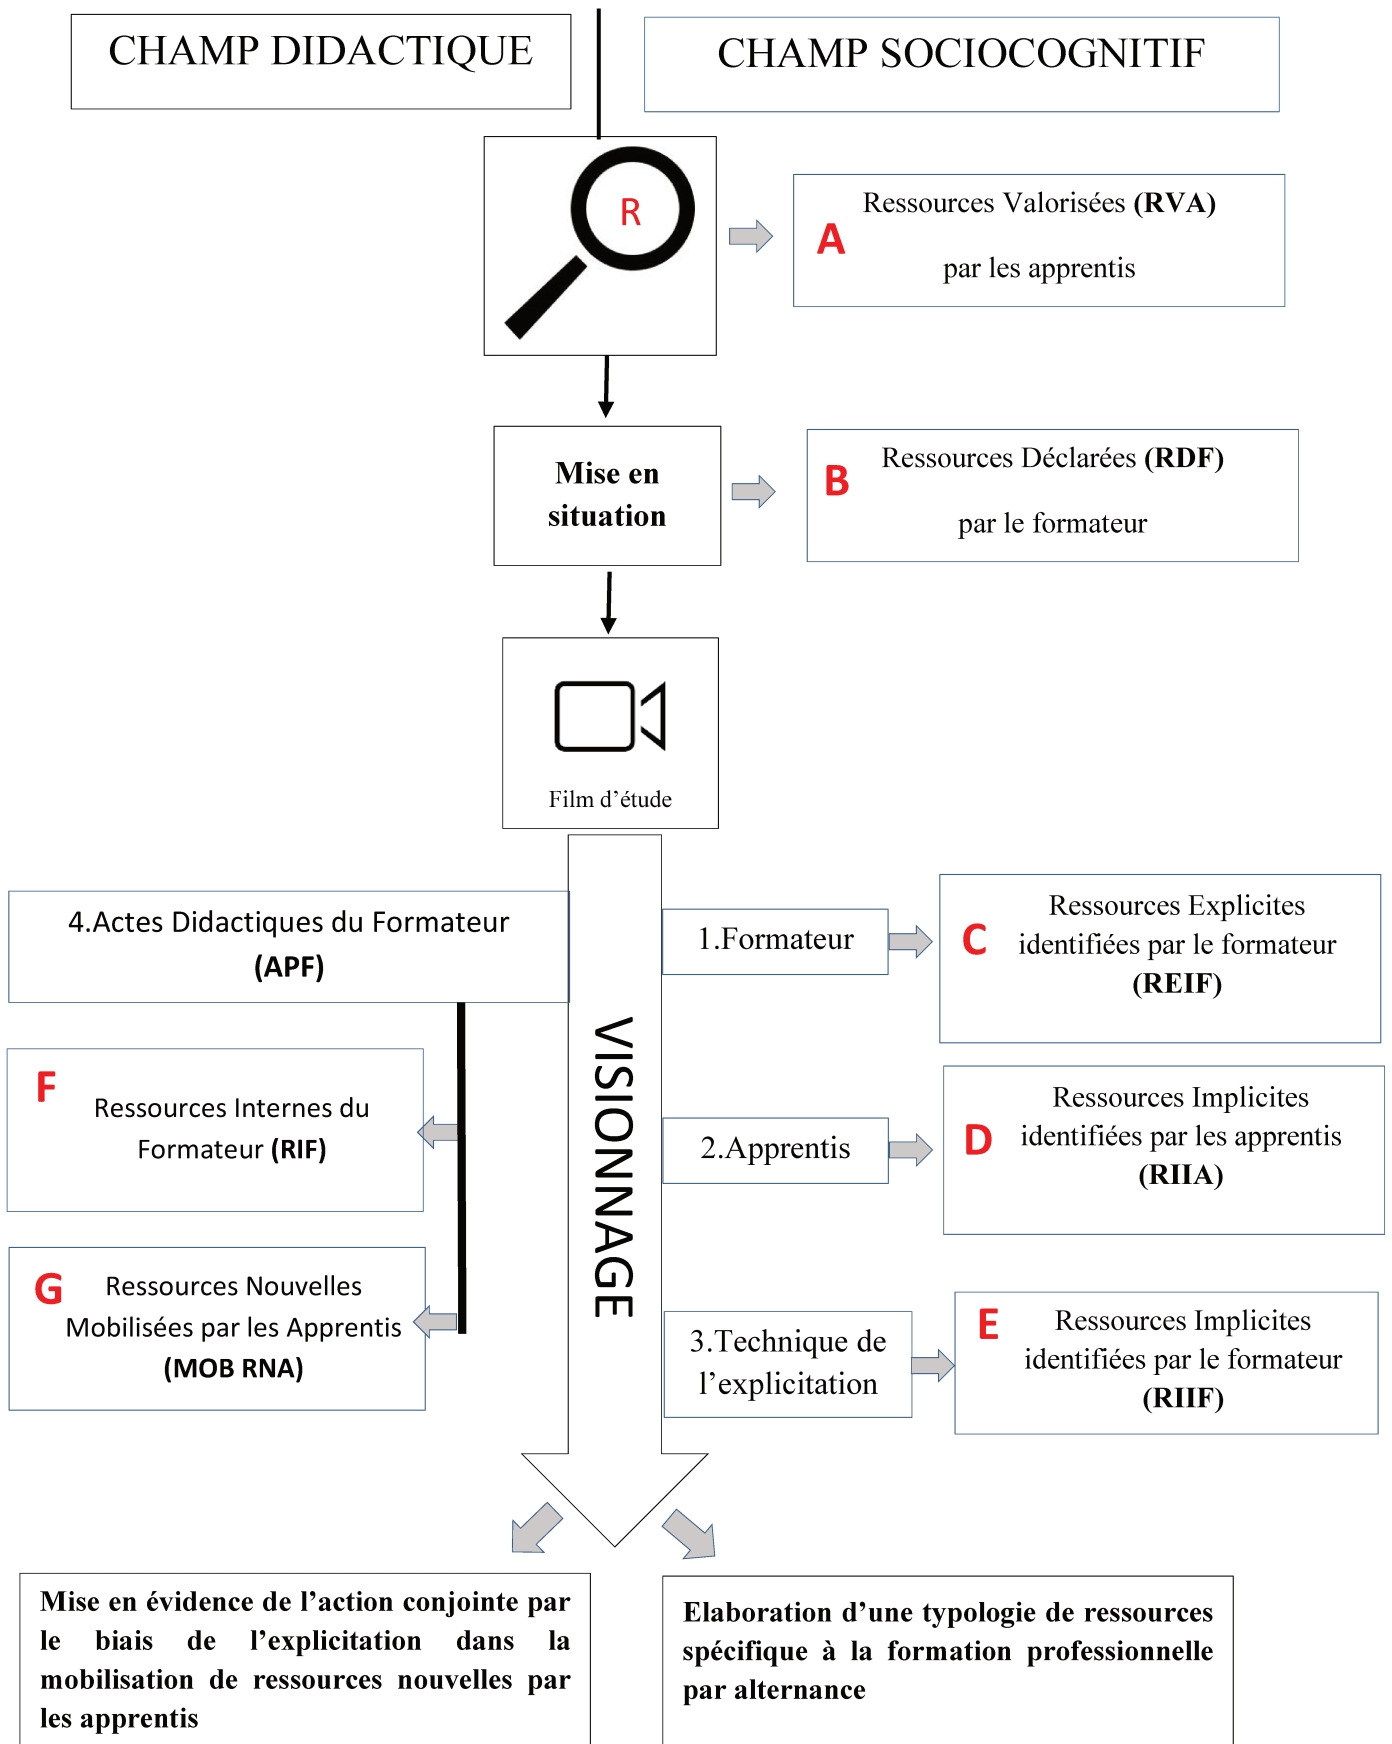 CHAMP DIDACTIQUE
CHAMP SOCIOCOGNITIF
R
A
Ressources Valorisées (RVA)
par les apprentis
Mise en
situation
B
Ressources Déclarées (RDF)
par le formateur
Film d’étude
VISIONNAGE
1.Formateur
C
Ressources Explicites
identifiées par le formateur
(REIF)
2.Apprentis
D
Ressources Implicites
identifiées par les apprentis
(RIIA)
3.Technique de
l’explicitation
E
Ressources Implicites
identifiées par le formateur
(RIIF)
4.Actes Didactiques du Formateur
(APF)
F
Ressources Internes du
Formateur (RIF)
G
Ressources Nouvelles
Mobilisées par les Apprentis
(MOB RNA)
Mise en évidence de l’action conjointe par
le biais de l’explicitation dans la
mobilisation de ressources nouvelles par
les apprentis
Elaboration d’une typologie de ressources
spécifique à la formation professionnelle
par alternance